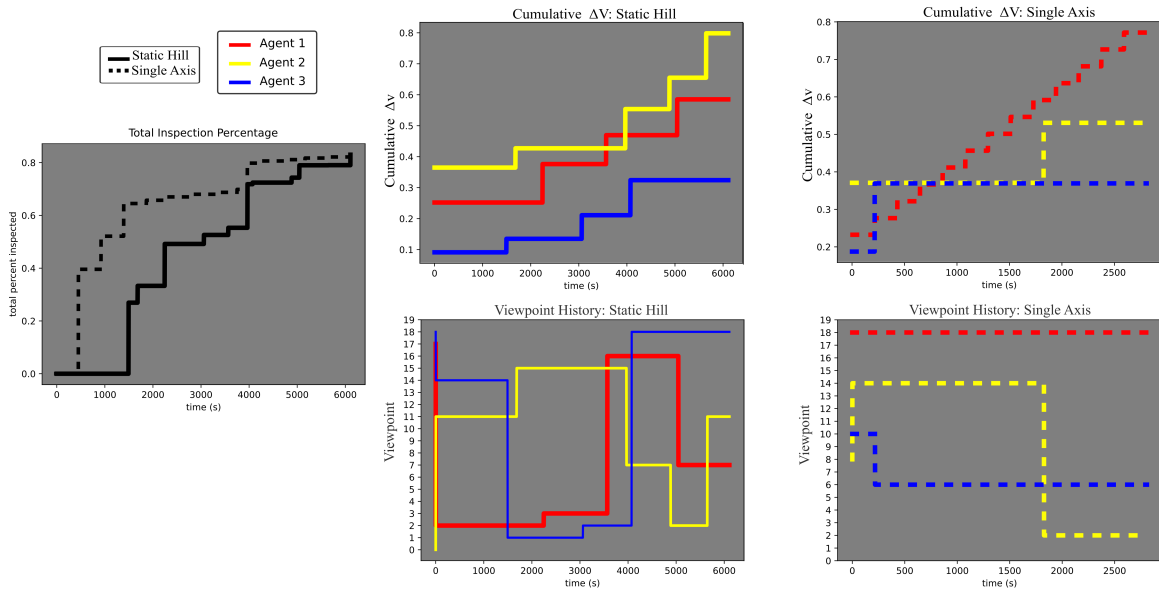 Static Hill
Single Axis
Agent 1
Agent 2
Agent 3
Total Inspection Percentage
total percent inspected
0.8
0.6
0.4
0.2
0.0
0 1000 2000 3000 4000 5000 6000
time (s)
Cumulative ΔV: Static Hill
Cumulative Δv
0.8
0.7
0.6
0.5
0.4
0.3
0.2
0.1
0 1000 2000 3000 4000 5000 6000
time (s)
Cumulative ΔV: Single Axis
Cumulative Δv
0.8
0.7
0.6
0.5
0.4
0.3
0.2
0 500 1000 1500 2000 2500
time (s)
Viewpoint History: Static Hill
Viewpoint
19
18
17
16
15
14
13
12
11
10
9
8
7
6
5
4
3
2
1
0
0 1000 2000 3000 4000 5000 6000
time (s)
Viewpoint History: Single Axis
Viewpoint
19
18
17
16
15
14
13
12
11
10
9
8
7
6
5
4
3
2
1
0
0 500 1000 1500 2000 2500
time (s)